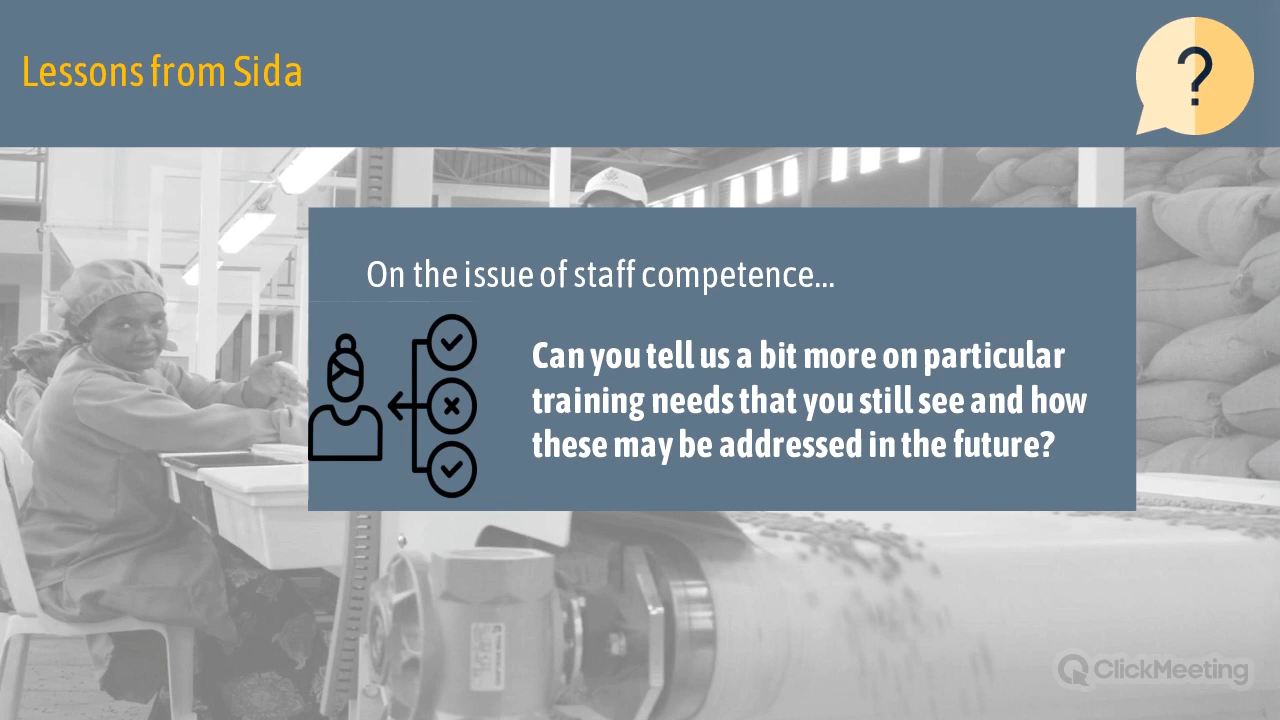 Lessons from Sida
?
On the issue of staff competence...
Can you tell us a bit more on particular
training needs that you still see and how
these may be addressed in the future?
ClickMeeting